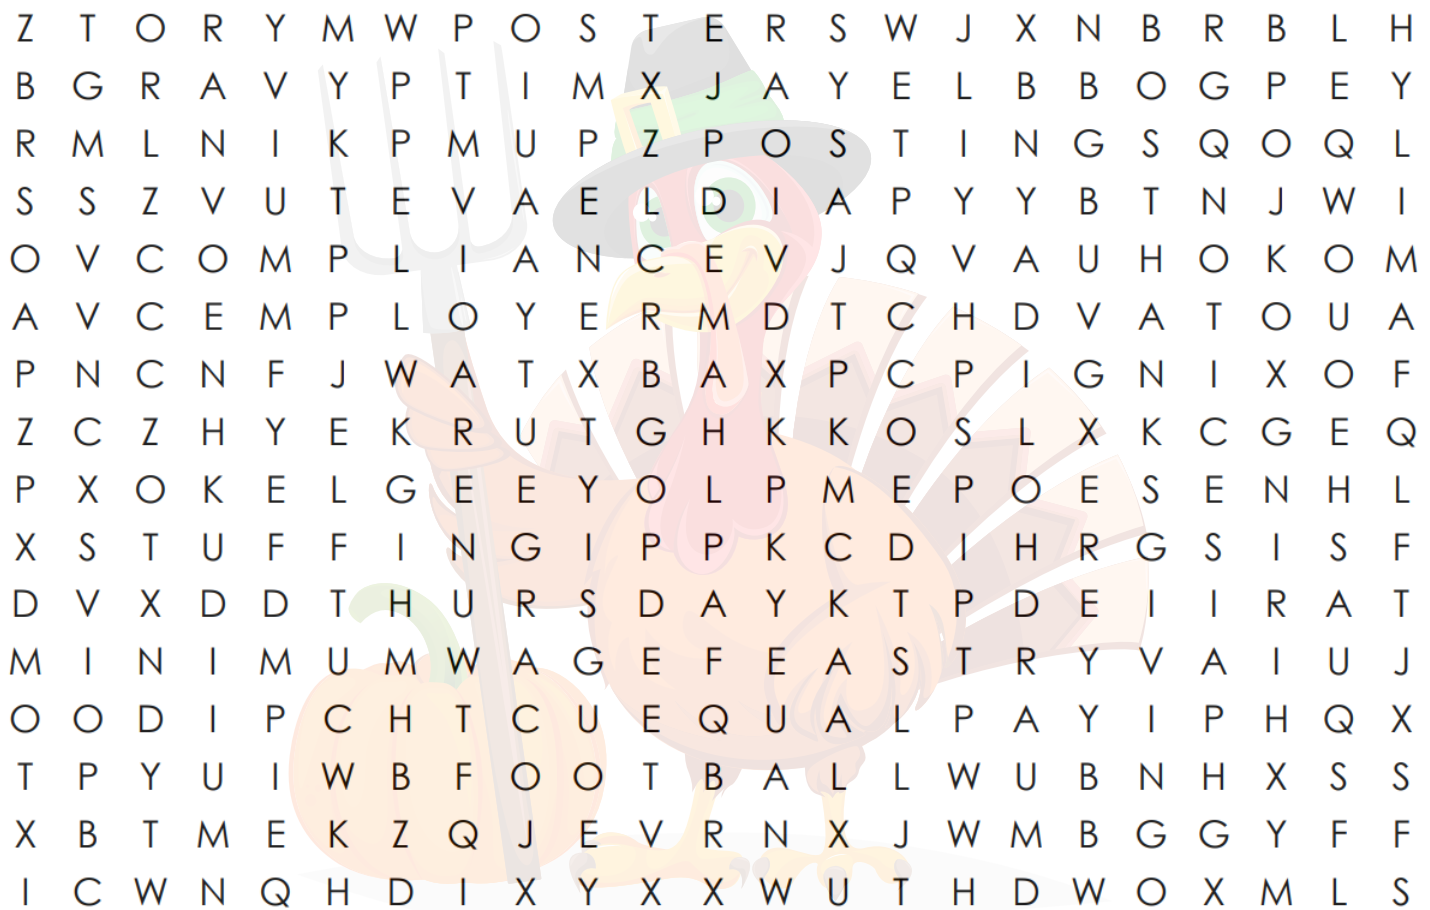 Z T O R Y M W P O S T E R S W J X N B R B L H
B G R A V Y P T I M X J A Y E L B B O G P E Y
R M L N I K P M U P Z P O S T I N G S Q O Q L
S S Z V U T E V A E L D I A P Y Y B T N J W I
O V C O M P L I A N C E V J Q V A U H O K O M
A V C E M P L O Y E R M D T C H D V A T O U A
P N C N F J W A T X B A X P C P I G N I X O F
Z C Z H Y E K R U T G H K K O S L X K C G E Q
P X O K E L G E E Y O L P M E P O E S E N H L
X S T U F F I N G I P P K C D I H R G S I S F
D V X D D T H U R S D A Y K T P D E I I R A T
M I N I M U M W A G E F E A S T R Y V A I U J
O O D I P C H T C U E Q U A L P A Y I P H Q X
T P Y U I W B F O O T B A L L W U B N H X S S
X B T M E K Z Q J E V R N X J W M B G G Y F F
I C W N Q H D I X Y X X W U T H D W O X M L S